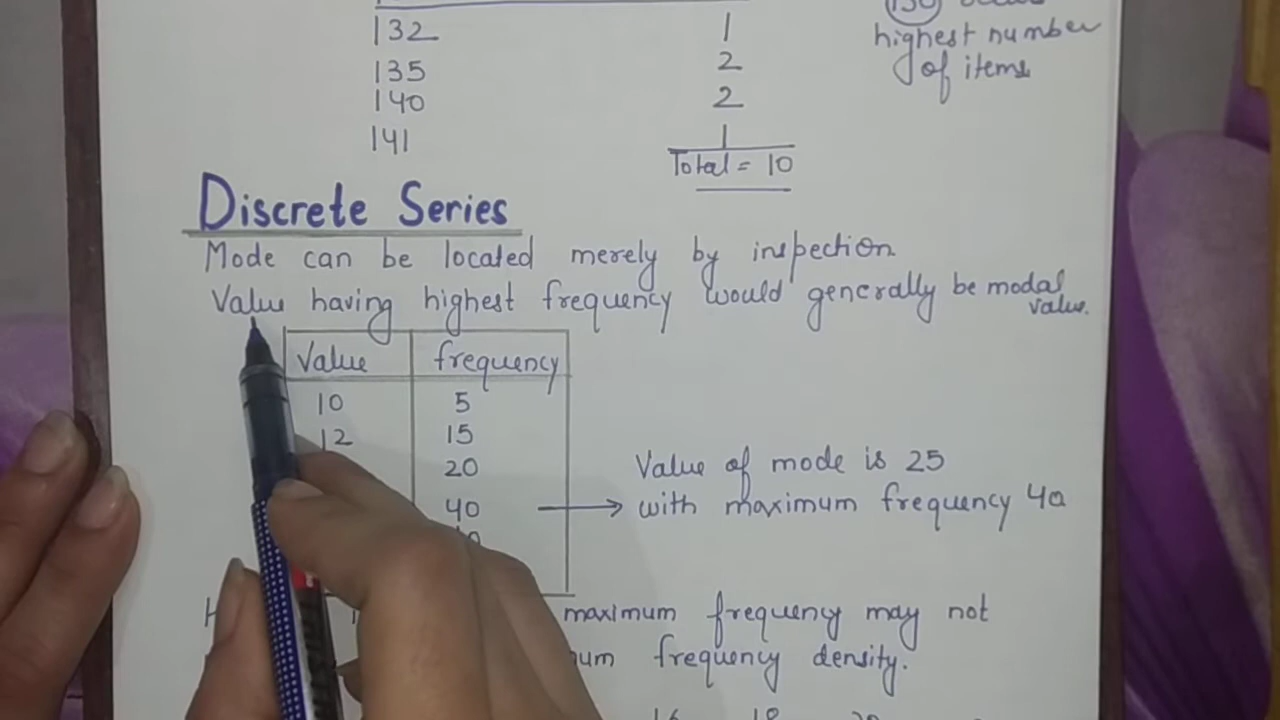 132 1
highest number
135 2
of items
140 2
141 1
Total = 10
Discrete Series
Mode can be located merely by inspection
Value having highest frequency would generally be modal
value.
Value frequency
10 5
12 15
20
Value of mode is 25
40 → with maximum frequency 40
maximum frequency may not
frequency density.
18